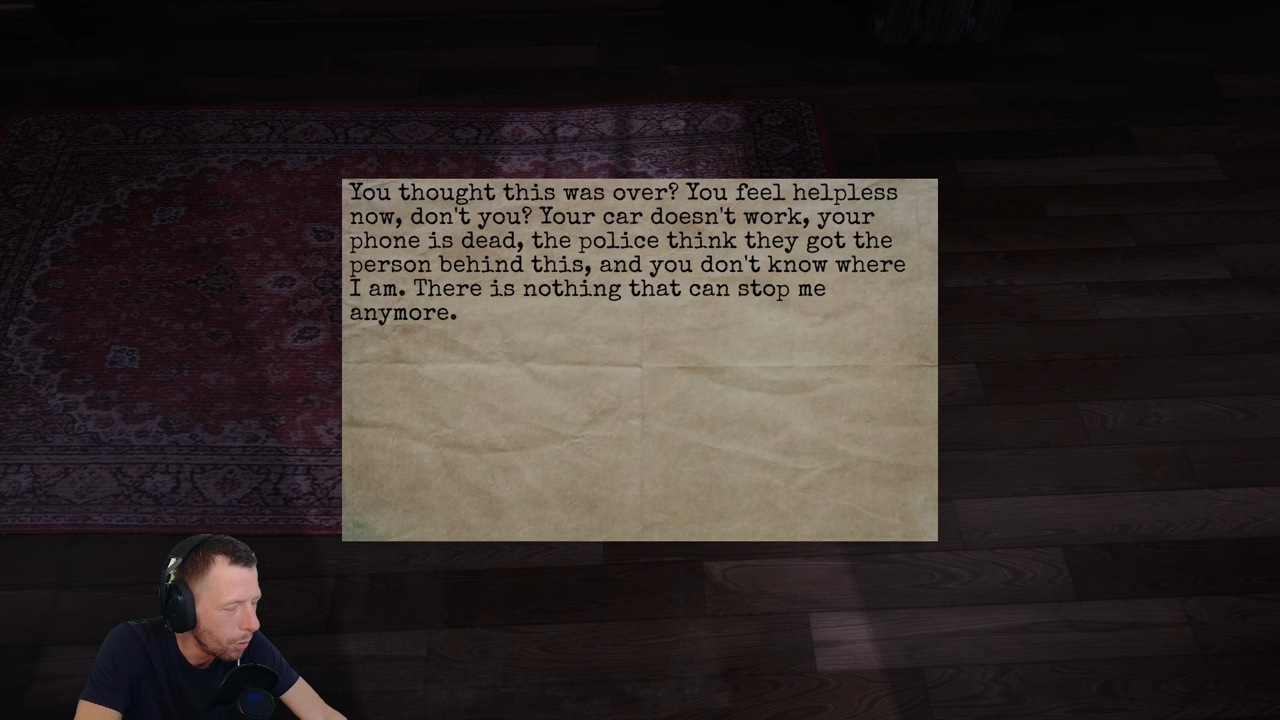 You thought this was over? You feel helpless
now, don't you? Your car doesn't work, your
phone is dead, the police think they got the
person behind this, and you don't know where
I am. There is nothing that can stop me
anymore.